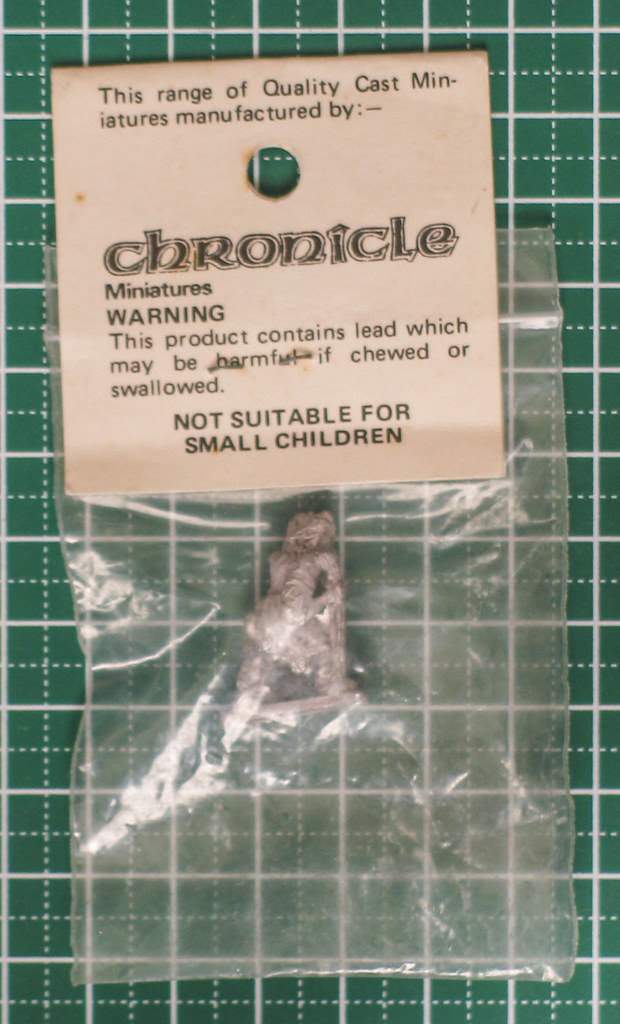 This range of Quality Cast Min-
iatures manufactured by:—
chronicle
Miniatures
WARNING
This product contains lead which
may be harmful if chewed or
swallowed.
NOT SUITABLE FOR
SMALL CHILDREN